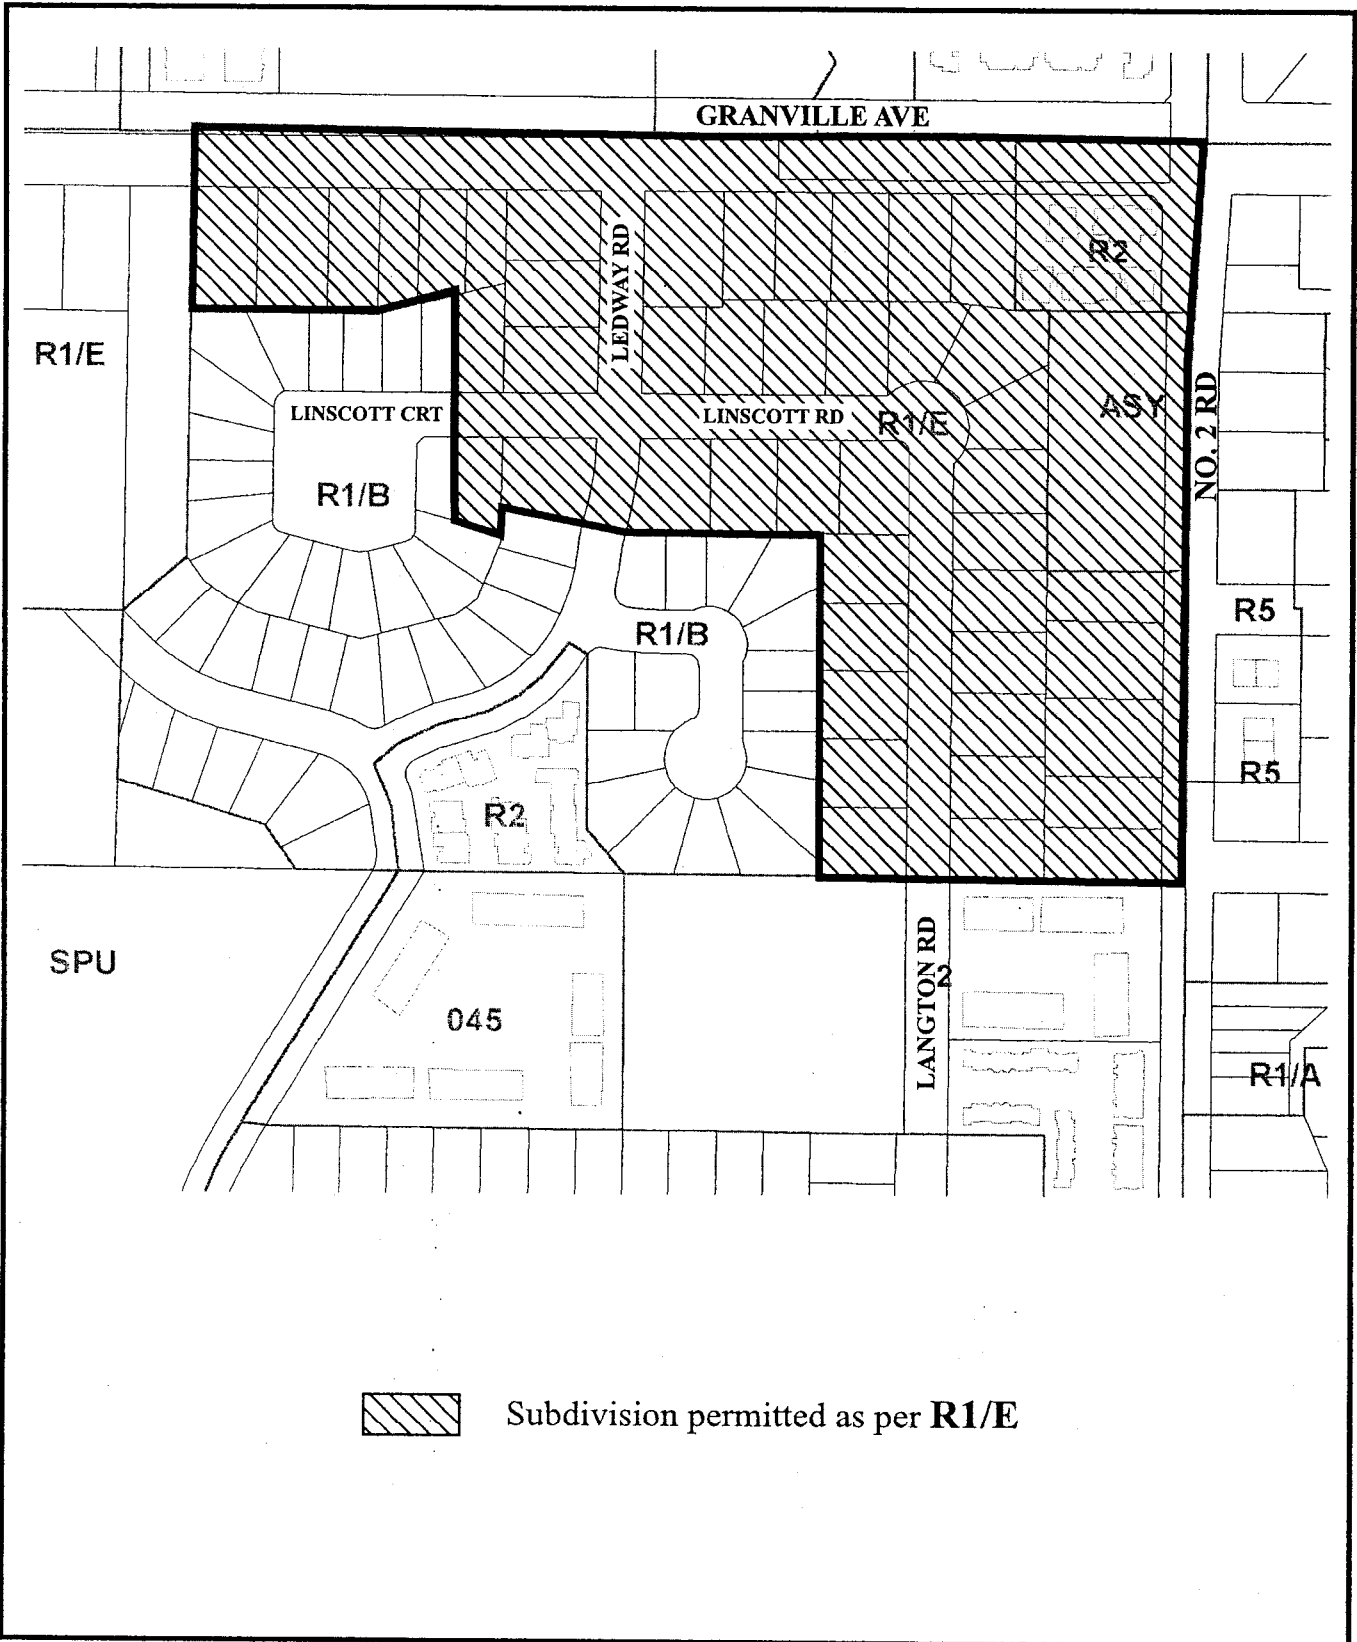 GRANVILLE AVE
R2
LEDWAY RD
R1/E
ASY
LINSCOTT CRT
LINSCOTT RD
R1/E
NO. 2 RD
R1/B
R5
R1/B
R5
R2
SPU
LANGTON RD
2
045
R1/A
Subdivision permitted as per R1/E